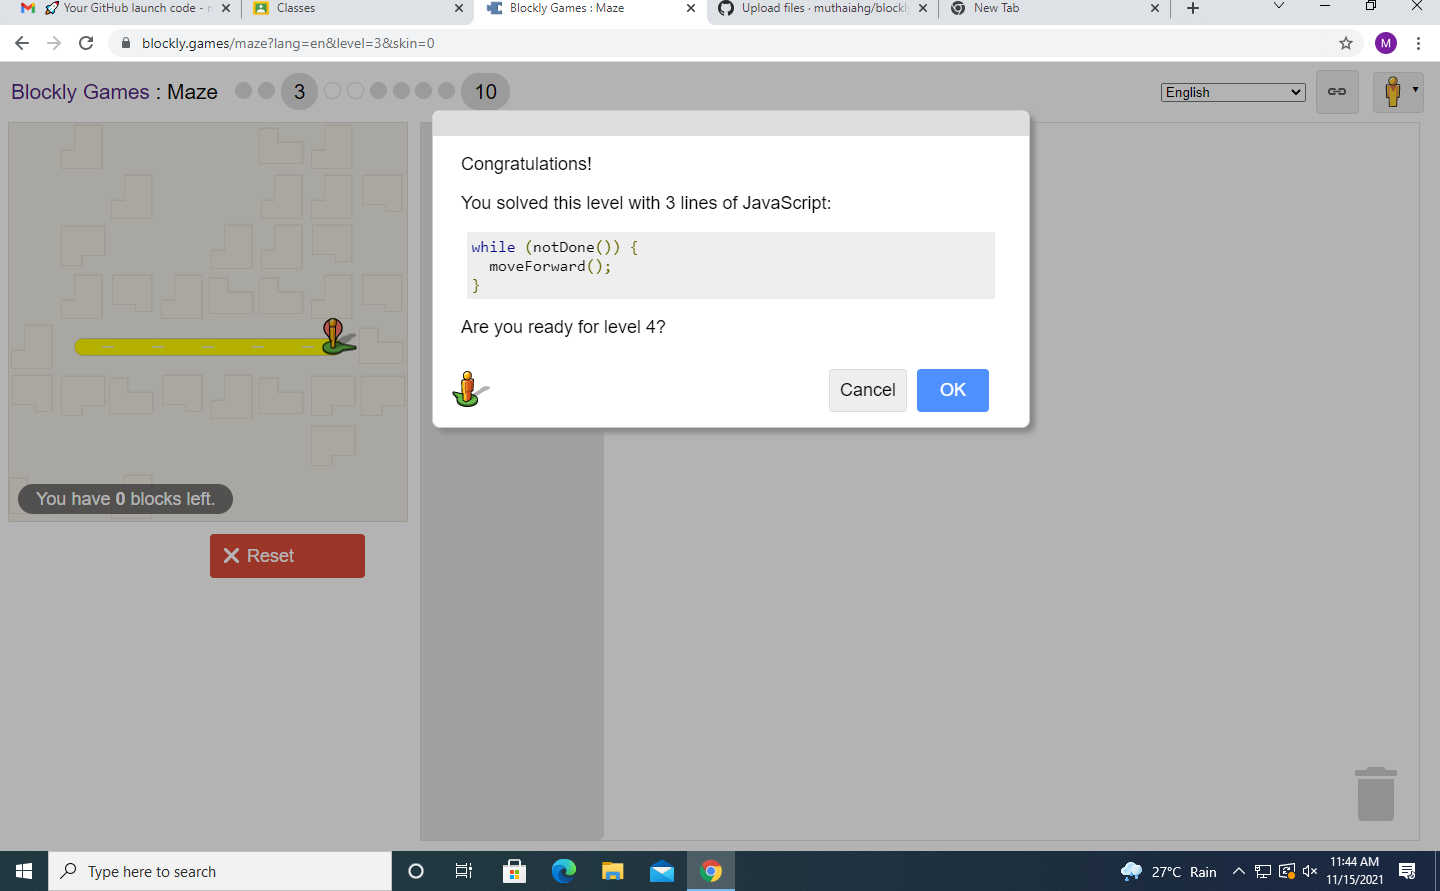 Your GitHub launch code -
Classes
Blockly Games : Maze
Upload files · muthaiahg/blockl
New Tab
blockly.games/maze?lang=en&level=3&skin=0
M
Blockly Games : Maze
3
10
English
Congratulations!
You solved this level with 3 lines of JavaScript:
while (notDone()) {
moveForward();
}
Are you ready for level 4?
Cancel
OK
You have 0 blocks left.
Reset
Type here to search
27°C Rain
11:44 AM
11/15/2021